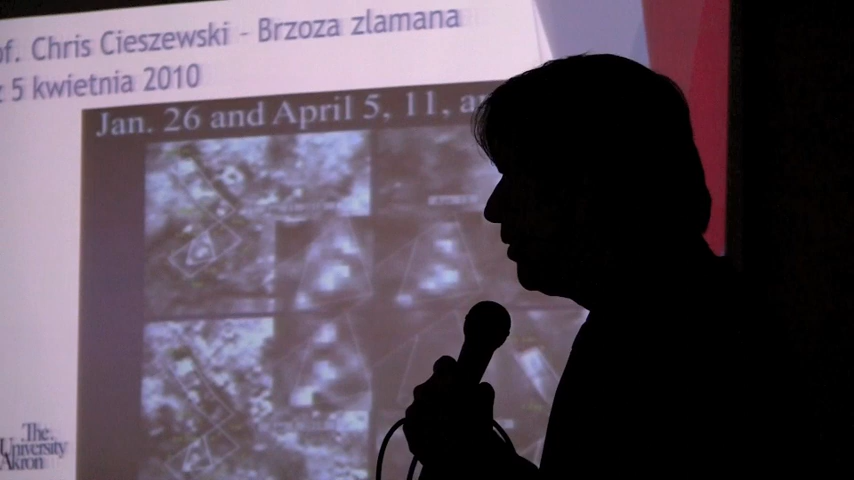 of. Chris Cieszewski - Brzoza zlamana
z 5 kwietnia 2010
Jan. 26 and April 5, 11, a
The
University
Akron